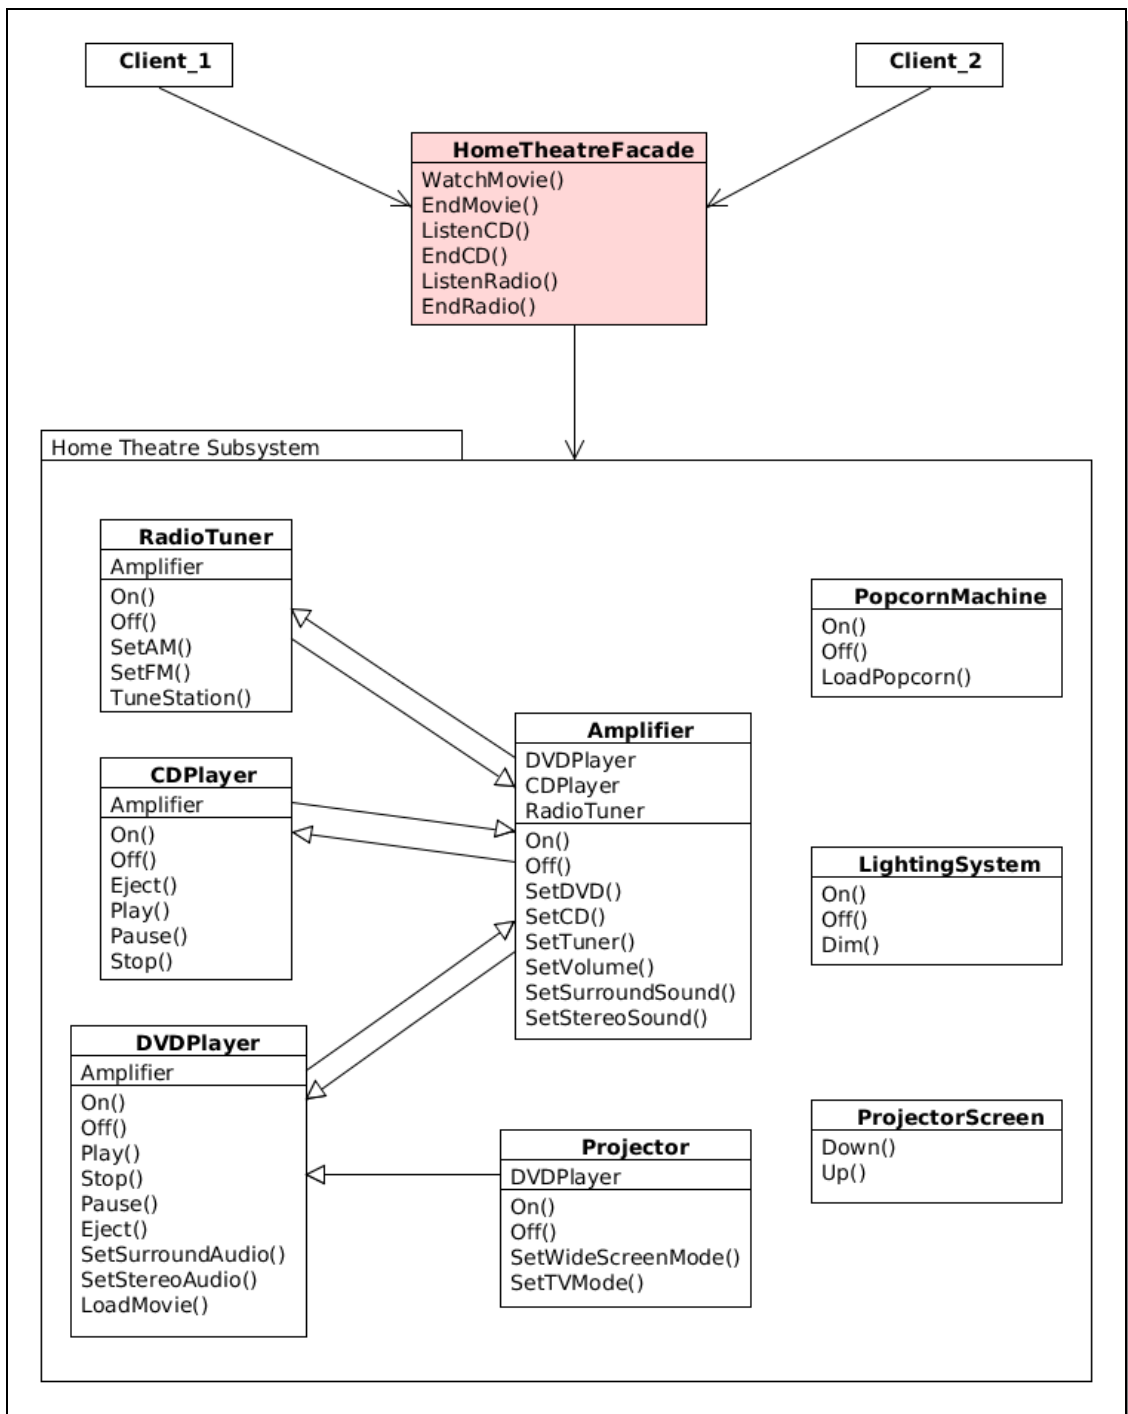 Client_1
Client_2
HomeTheatreFacade
WatchMovie()
EndMovie()
ListenCD()
EndCD()
ListenRadio()
EndRadio()
Home Theatre Subsystem
RadioTuner
Amplifier
On()
Off()
SetAM()
SetFM()
TuneStation()
CDPlayer
Amplifier
On()
Off()
Eject()
Play()
Pause()
Stop()
DVDPlayer
Amplifier
On()
Off()
Play()
Stop()
Pause()
Eject()
SetSurroundAudio()
SetStereoAudio()
LoadMovie()
Amplifier
DVDPlayer
CDPlayer
RadioTuner
On()
Off()
SetDVD()
SetCD()
SetTuner()
SetVolume()
SetSurroundSound()
SetStereoSound()
Projector
DVDPlayer
On()
Off()
SetWideScreenMode()
SetTVMode()
PopcornMachine
On()
Off()
LoadPopcorn()
LightingSystem
On()
Off()
Dim()
ProjectorScreen
Down()
Up()